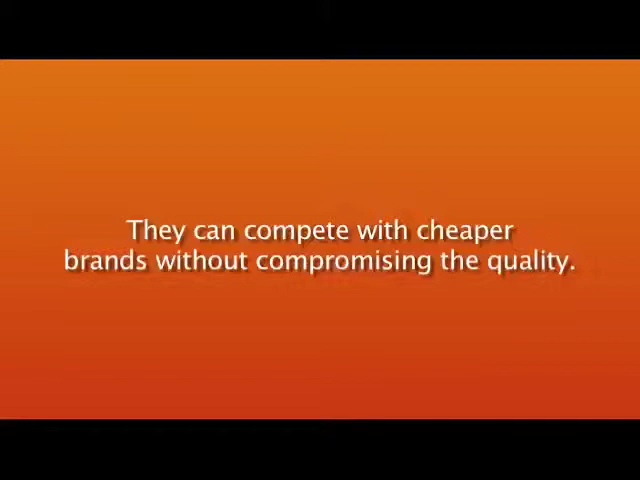 They can compete with cheaper
brands without compromising the quality.